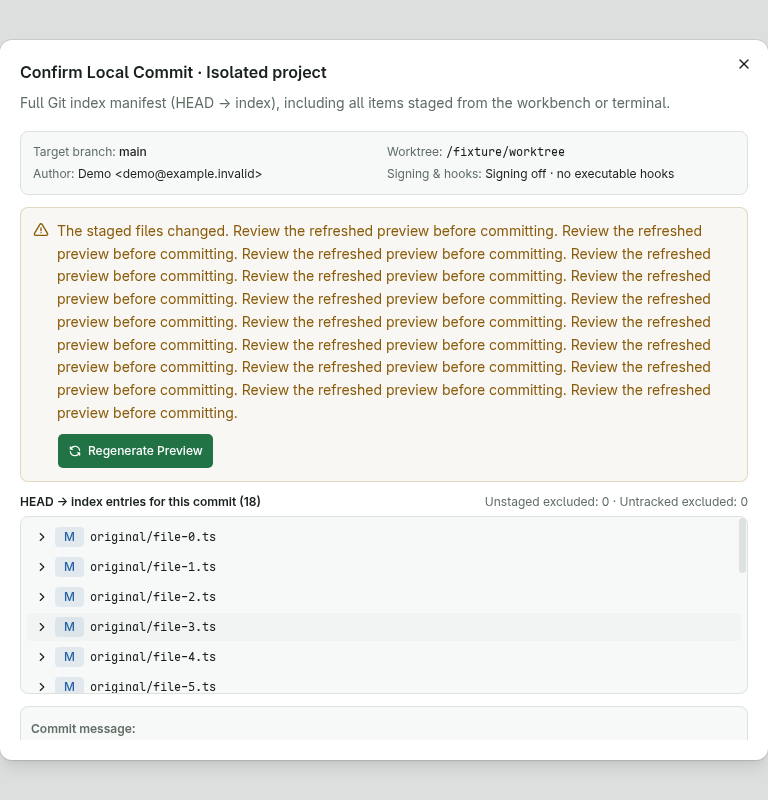 Confirm Local Commit · Isolated project
Full Git index manifest (HEAD → index), including all items staged from the workbench or terminal.
Target branch: main
Worktree: /fixture/worktree
Author: Demo <demo@example.invalid>
Signing & hooks: Signing off · no executable hooks
The staged files changed. Review the refreshed preview before committing. Review the refreshed
preview before committing. Review the refreshed preview before committing. Review the refreshed
preview before committing. Review the refreshed preview before committing. Review the refreshed
preview before committing. Review the refreshed preview before committing. Review the refreshed
preview before committing. Review the refreshed preview before committing. Review the refreshed
preview before committing. Review the refreshed preview before committing. Review the refreshed
preview before committing. Review the refreshed preview before committing. Review the refreshed
preview before committing. Review the refreshed preview before committing. Review the refreshed
preview before committing.
Regenerate Preview
HEAD → index entries for this commit (18)
Unstaged excluded: 0 · Untracked excluded: 0
M original/file-0.ts
M original/file-1.ts
M original/file-2.ts
M original/file-3.ts
M original/file-4.ts
M original/file-5.ts
Commit message: